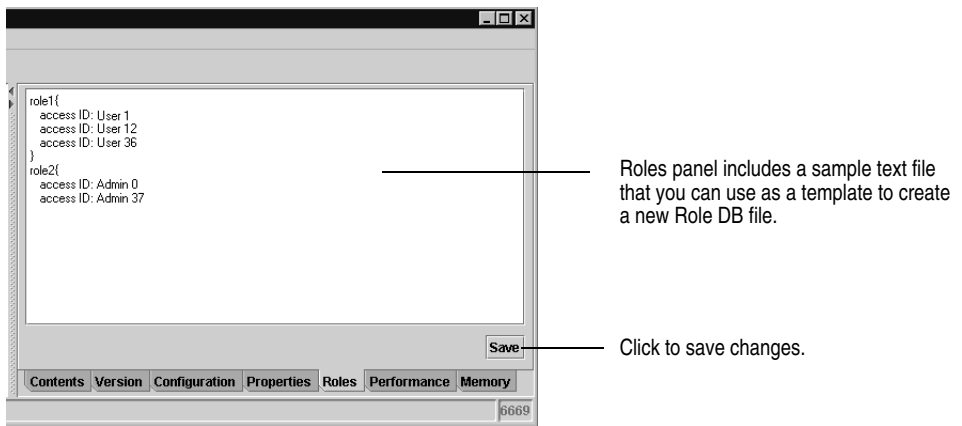 role1{
access ID: User 1
access ID: User 12
access ID: User 36
}
role2{
access ID: Admin 0
access ID: Admin 37
Roles panel includes a sample text file
that you can use as a template to create
a new Role DB file.
Save
Click to save changes.
Contents Version Configuration Properties Roles Performance Memory
6669